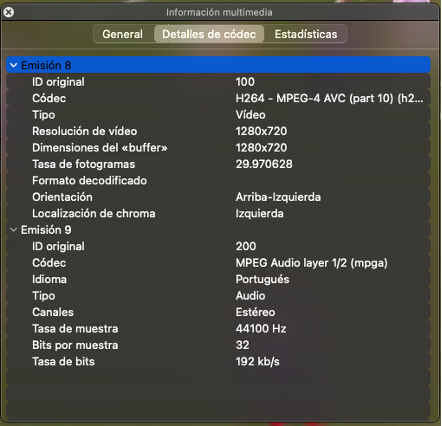 Información multimedia
General Detalles de códec Estadísticas
Emisión 8
ID original 100
Códec H264 - MPEG-4 AVC (part 10) (h2...
Tipo Vídeo
Resolución de vídeo 1280x720
Dimensiones del «buffer» 1280x720
Tasa de fotogramas 29.970628
Formato decodificado
Orientación Arriba-Izquierda
Localización de chroma Izquierda
Emisión 9
ID original 200
Códec MPEG Audio layer 1/2 (mpga)
Idioma Portugués
Tipo Audio
Canales Estéreo
Tasa de muestra 44100 Hz
Bits por muestra 32
Tasa de bits 192 kb/s